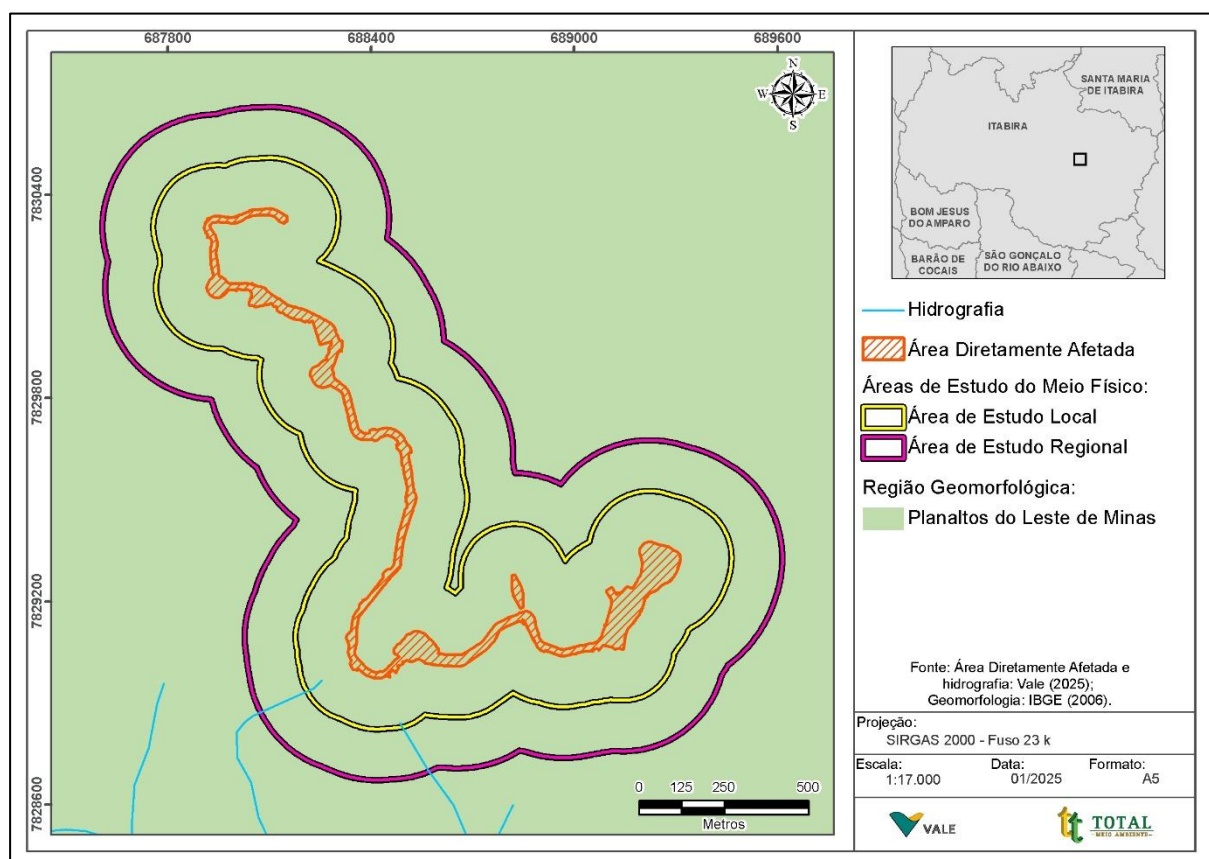 687800
688400
689000
689600
7830400
7829800
7829200
7828600
N
W
E
S
0
125
250
500
Metros
SANTA MARIA
DE ITABIRA
ITABIRA
BOM JESUS
DO AMPARO
BARÃO DE
COCAIS
SÃO GONÇALO
DO RIO ABAIXO
Hidrografia
Área Diretamente Afetada
Áreas de Estudo do Meio Físico:
Área de Estudo Local
Área de Estudo Regional
Região Geomorfológica:
Planaltos do Leste de Minas
Fonte: Área Diretamente Afetada e
hidrografia: Vale (2025);
Geomorfologia: IBGE (2006).
Projeção:
SIRGAS 2000 - Fuso 23 k
Escala:
1:17.000
Data:
01/2025
Formato:
A5
VALE
tt TOTAL
MEIO AMBIENTE